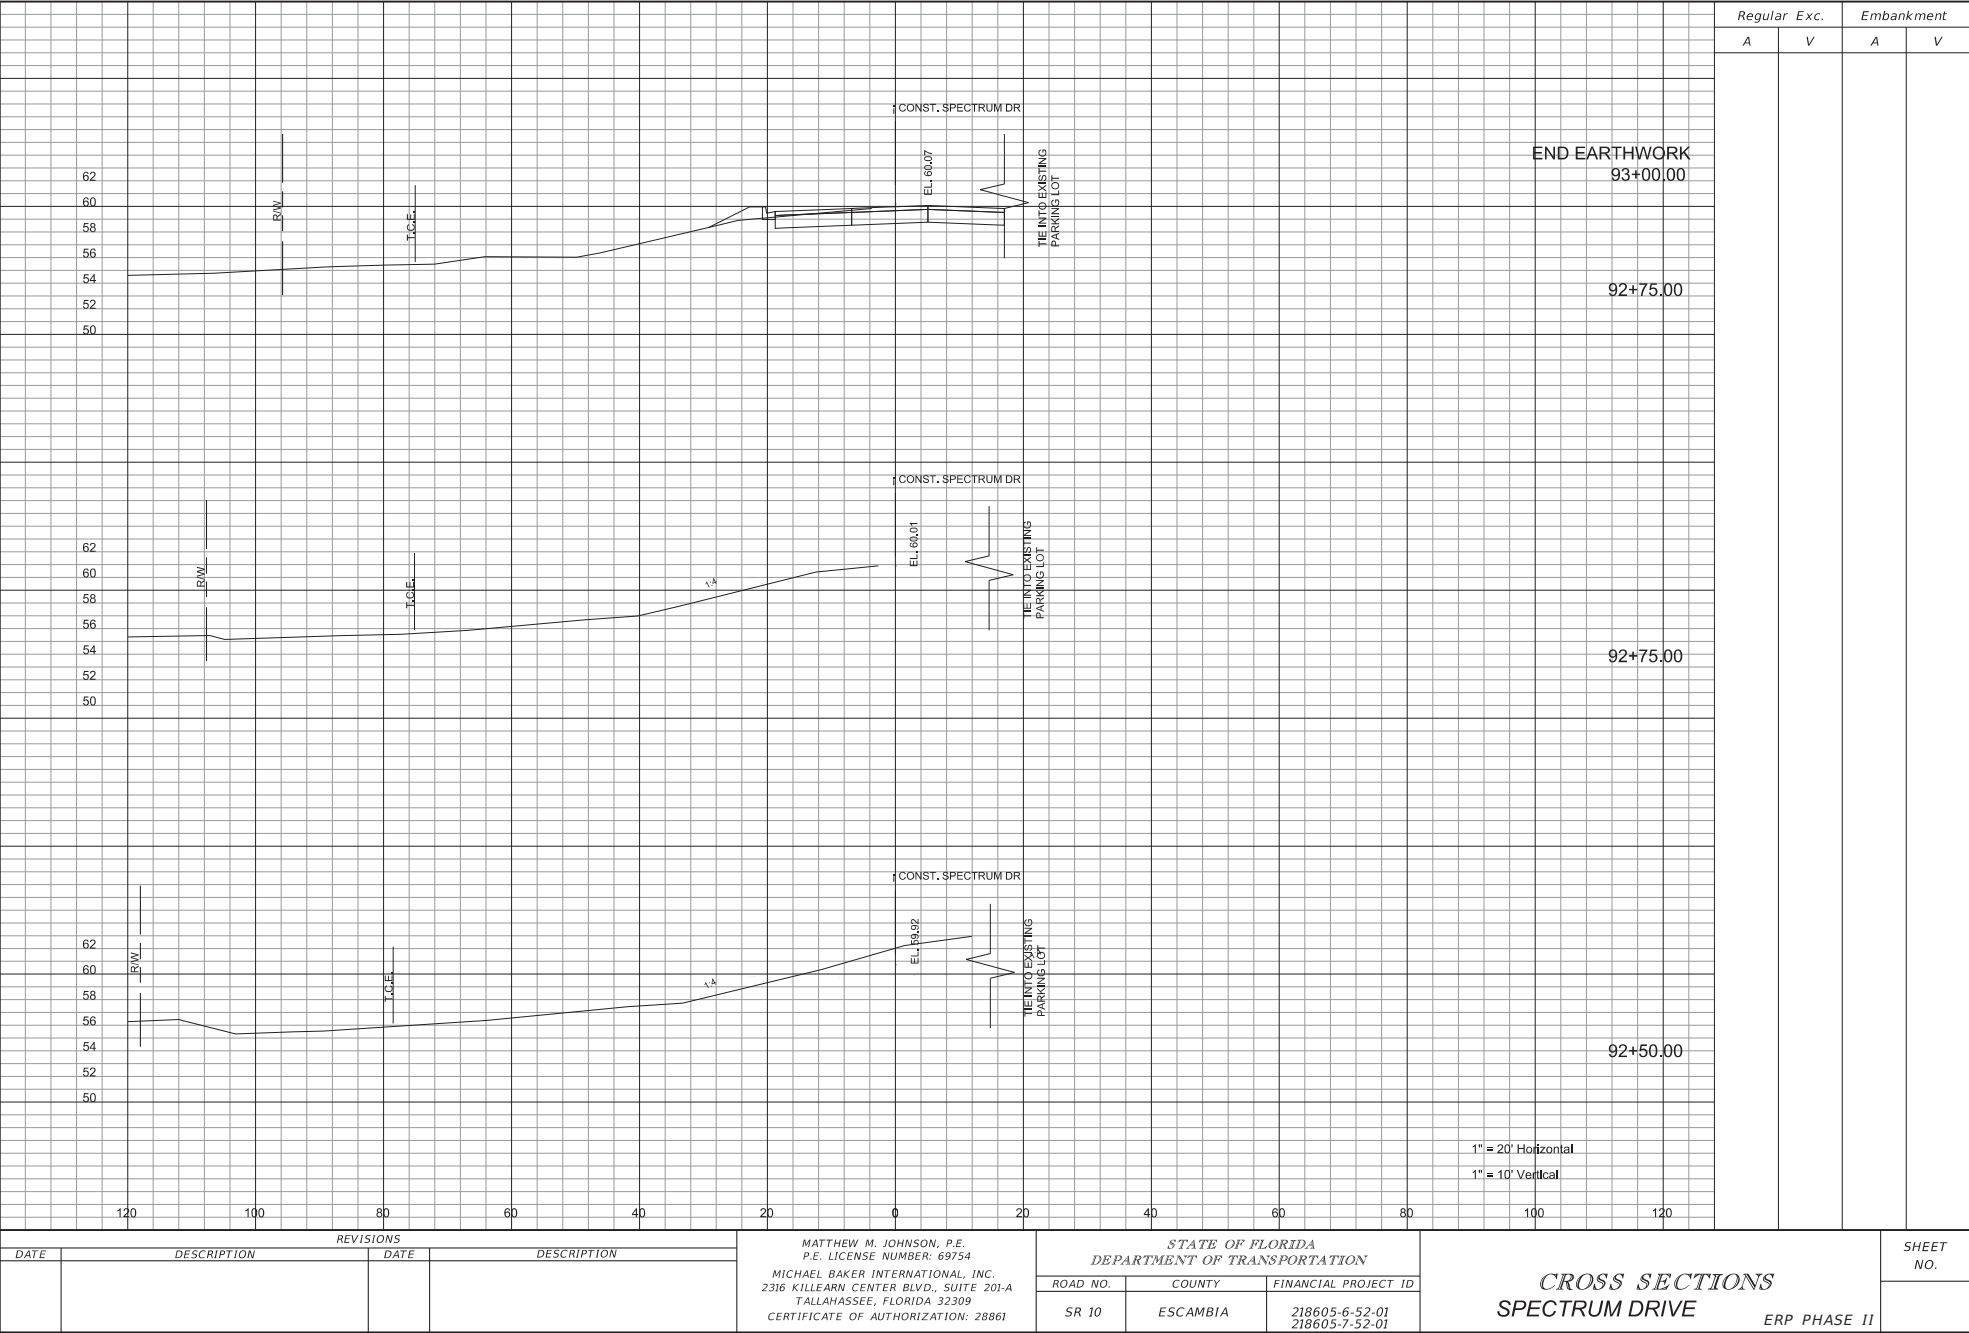 Regular Exc. Embankment
A V A V
CONST. SPECTRUM DR
END EARTHWORK
93+00.00
EL. 60.07
TIE INTO EXISTING
PARKING LOT
R/W
T.C.E.
62
60
58
56
54
52
50
92+75.00
CONST. SPECTRUM DR
EL. 60.01
TIE INTO EXISTING
PARKING LOT
R/W
T.C.E.
1:4
62
60
58
56
54
52
50
92+75.00
CONST. SPECTRUM DR
EL. 59.92
TIE INTO EXISTING
PARKING LOT
R/W
T.C.E.
1:4
62
60
58
56
54
52
50
92+50.00
1" = 20' Horizontal
1" = 10' Vertical
120 100 80 60 40 20 0 20 40 60 80 100 120
REVISIONS
DATE DESCRIPTION DATE DESCRIPTION
MATTHEW M. JOHNSON, P.E.
P.E. LICENSE NUMBER: 69754
MICHAEL BAKER INTERNATIONAL, INC.
2316 KILLEARN CENTER BLVD., SUITE 201-A
TALLAHASSEE, FLORIDA 32309
CERTIFICATE OF AUTHORIZATION: 28861
STATE OF FLORIDA
DEPARTMENT OF TRANSPORTATION
ROAD NO. COUNTY FINANCIAL PROJECT ID
SR 10 ESCAMBIA 218605-6-52-01
218605-7-52-01
CROSS SECTIONS
SPECTRUM DRIVE
ERP PHASE II
SHEET
NO.